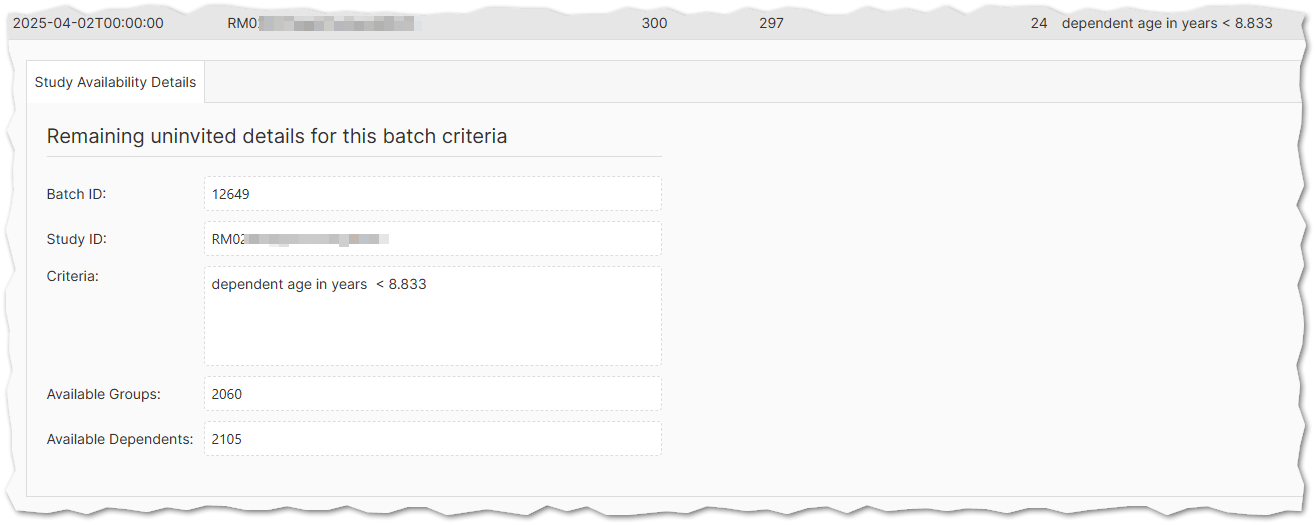 2025-04-02T00:00:00 RM0 300 297 24 dependent age in years < 8.833
Study Availability Details
Remaining uninvited details for this batch criteria
Batch ID: 12649
Study ID: RM02
Criteria: dependent age in years < 8.833
Available Groups: 2060
Available Dependents: 2105